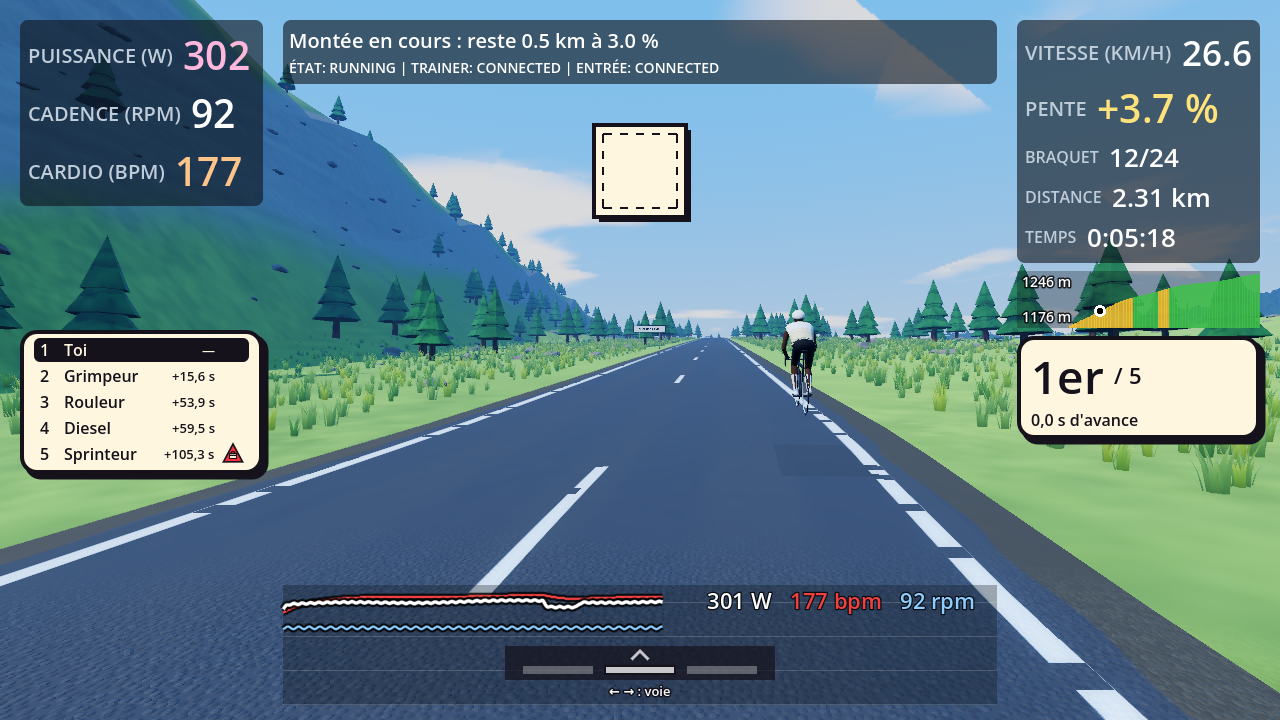 PUISSANCE (W) 302
CADENCE (RPM) 92
CARDIO (BPM) 177
Montée en cours : reste 0.5 km à 3.0 %
ÉTAT: RUNNING | TRAINER: CONNECTED | ENTRÉE: CONNECTED
VITESSE (KM/H) 26.6
PENTE +3.7 %
BRAQUET 12/24
DISTANCE 2.31 km
TEMPS 0:05:18
1246 m
1176 m
1 Toi —
2 Grimpeur +15,6 s
3 Rouleur +53,9 s
4 Diesel +59,5 s
5 Sprinteur +105,3 s
1er / 5
0,0 s d'avance
301 W 177 bpm 92 rpm
← → : voie